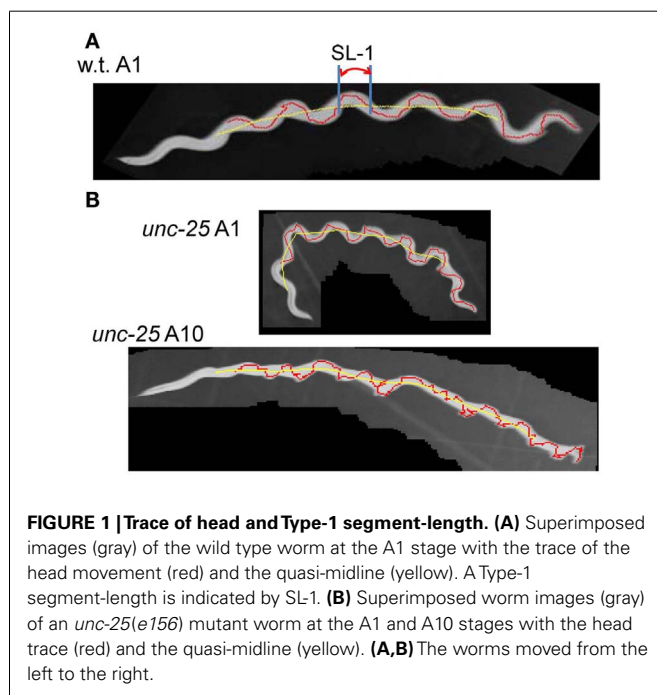 A
w.t. A1
SL-1
B
unc-25 A1
unc-25 A10
FIGURE 1 | Trace of head and Type-1 segment-length. (A) Superimposed
images (gray) of the wild type worm at the A1 stage with the trace of the
head movement (red) and the quasi-midline (yellow). A Type-1
segment-length is indicated by SL-1. (B) Superimposed worm images (gray)
of an unc-25(e156) mutant worm at the A1 and A10 stages with the head
trace (red) and the quasi-midline (yellow). (A,B) The worms moved from the
left to the right.